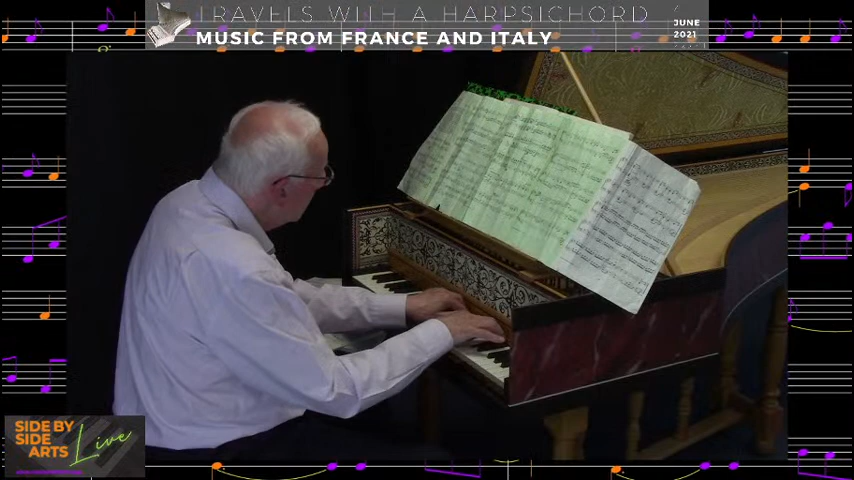 TRAVELS WITH A HARPSICHORD
MUSIC FROM FRANCE AND ITALY
JUNE
2021
SIDE BY
SIDE
ARTS
Live